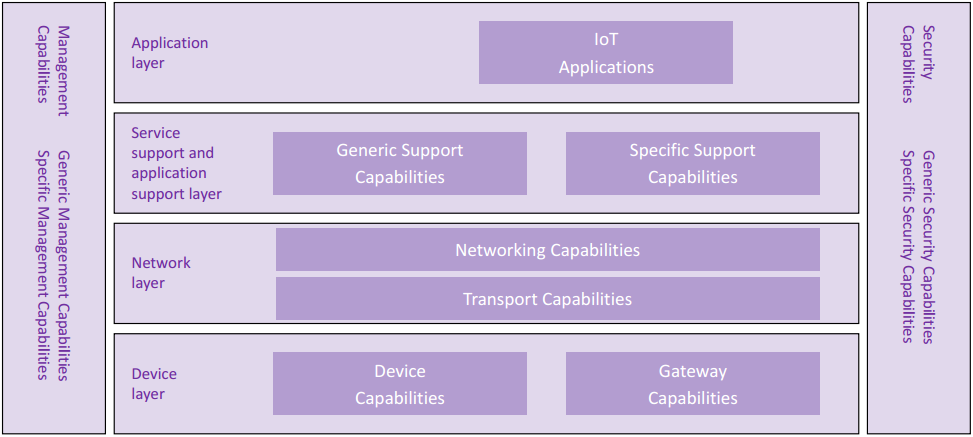 Management
Capabilities
Generic Management Capabilities
Specific Management Capabilities
Application
layer
IoT
Applications
Service
support and
application
support layer
Generic Support
Capabilities
Specific Support
Capabilities
Network
layer
Networking Capabilities
Transport Capabilities
Device
layer
Device
Capabilities
Gateway
Capabilities
Security
Capabilities
Generic Security Capabilities
Specific Security Capabilities